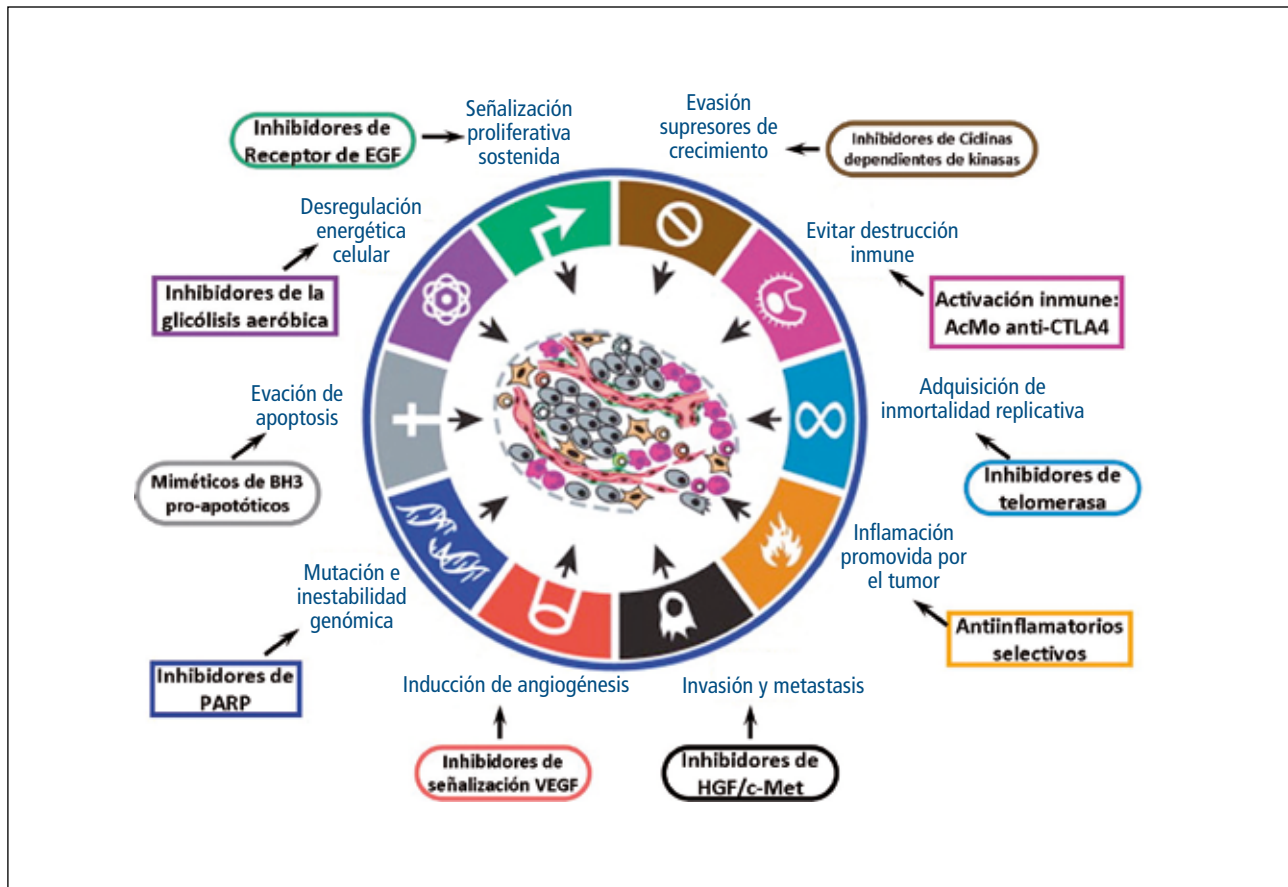 Señalización
proliferativa
sostenida
Evasión
supresores de
crecimiento
Inhibidores de
Receptor de EGF
Inhibidores de Ciclinas
dependientes de kinasas
Desregulación
energética
celular
Evitar destrucción
inmune
Inhibidores de la
glicólisis aeróbica
Activación inmune:
AcMo anti-CTLA4
Evación de
apoptosis
Adquisición de
inmortalidad replicativa
Miméticos de BH3
pro-apotóticos
Inhibidores de
telomerasa
Inflamación
promovida por
el tumor
Mutación e
inestabilidad
genómica
Antiinflamatorios
selectivos
Inhibidores de
PARP
Inducción de angiogénesis
Invasión y metastasis
Inhibidores de
señalización VEGF
Inhibidores de
HGF/c-Met